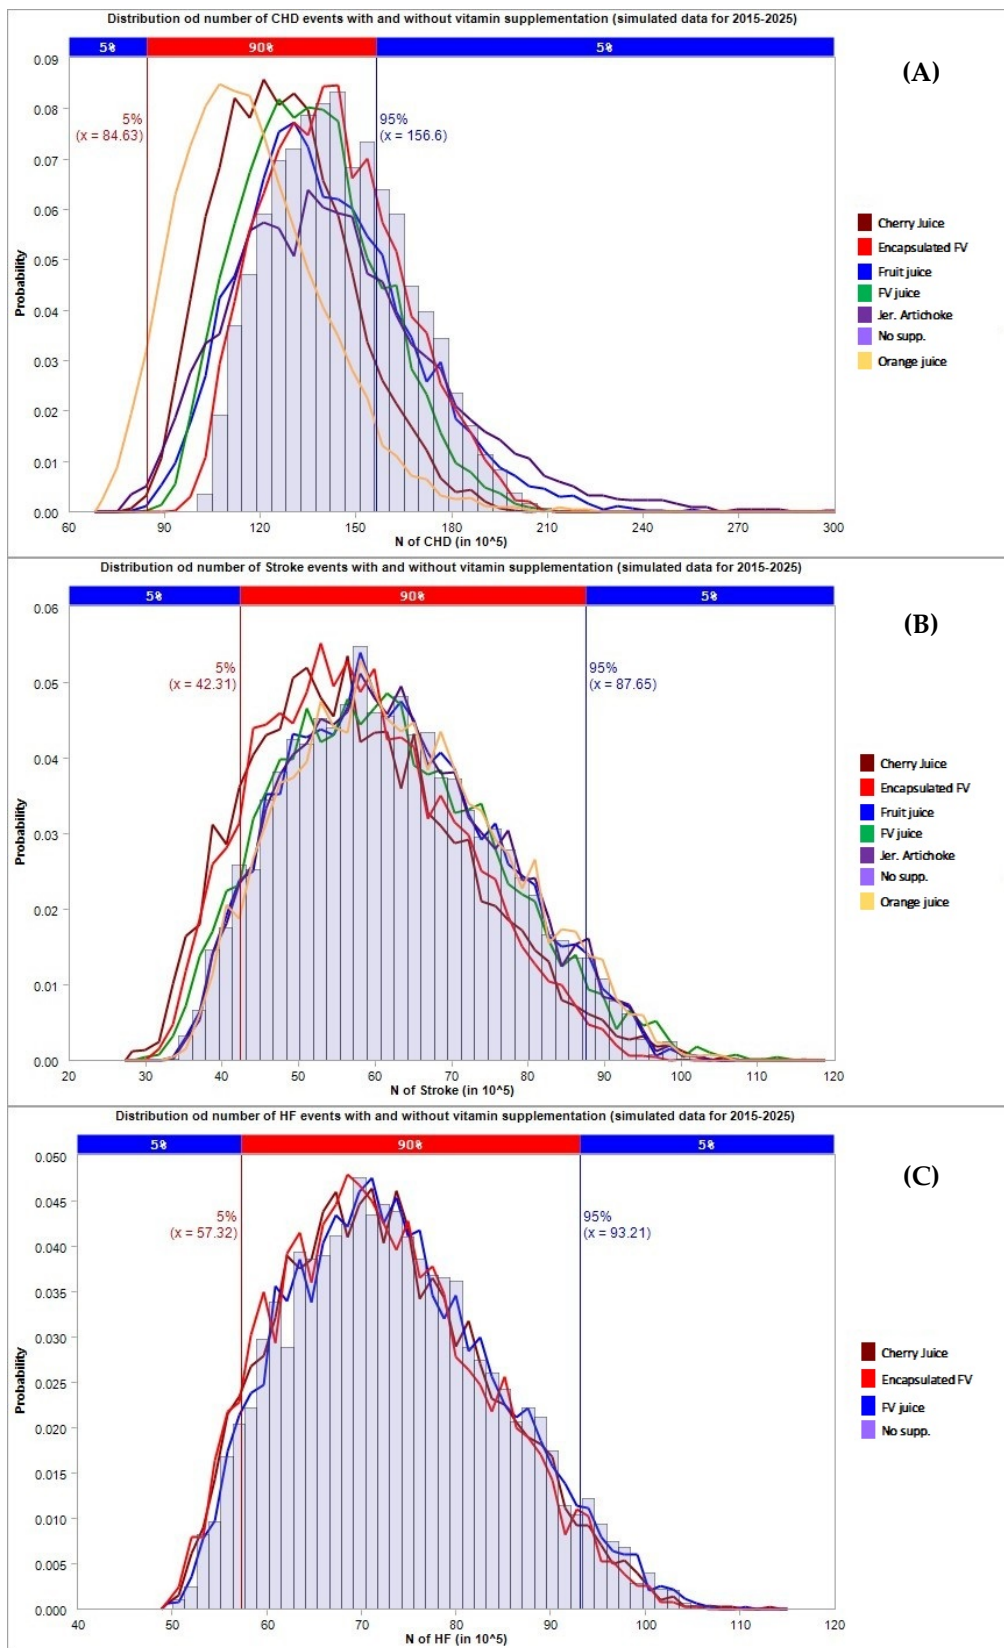 Distribution od number of CHD events with and without vitamin supplementation (simulated data for 2015-2025)
5% 90% 5%
(A)
0.09
0.08
0.07
0.06
0.05
0.04
0.03
0.02
0.01
0.00
Probability
5%
(x = 84.63)
95%
(x = 156.6)
60 90 120 150 180 210 240 270 300
N of CHD (in 10^5)
Cherry Juice
Encapsulated FV
Fruit juice
FV juice
Jer. Artichoke
No supp.
Orange juice
Distribution od number of Stroke events with and without vitamin supplementation (simulated data for 2015-2025)
5% 90% 5%
(B)
0.06
0.05
0.04
0.03
0.02
0.01
0.00
Probability
5%
(x = 42.31)
95%
(x = 87.65)
20 30 40 50 60 70 80 90 100 110 120
N of Stroke (in 10^5)
Cherry Juice
Encapsulated FV
Fruit juice
FV juice
Jer. Artichoke
No supp.
Orange juice
Distribution od number of HF events with and without vitamin supplementation (simulated data for 2015-2025)
5% 90% 5%
(C)
0.050
0.045
0.040
0.035
0.030
0.025
0.020
0.015
0.010
0.005
0.000
Probability
5%
(x = 57.32)
95%
(x = 93.21)
40 50 60 70 80 90 100 110 120
N of HF (in 10^5)
Cherry Juice
Encapsulated FV
FV juice
No supp.